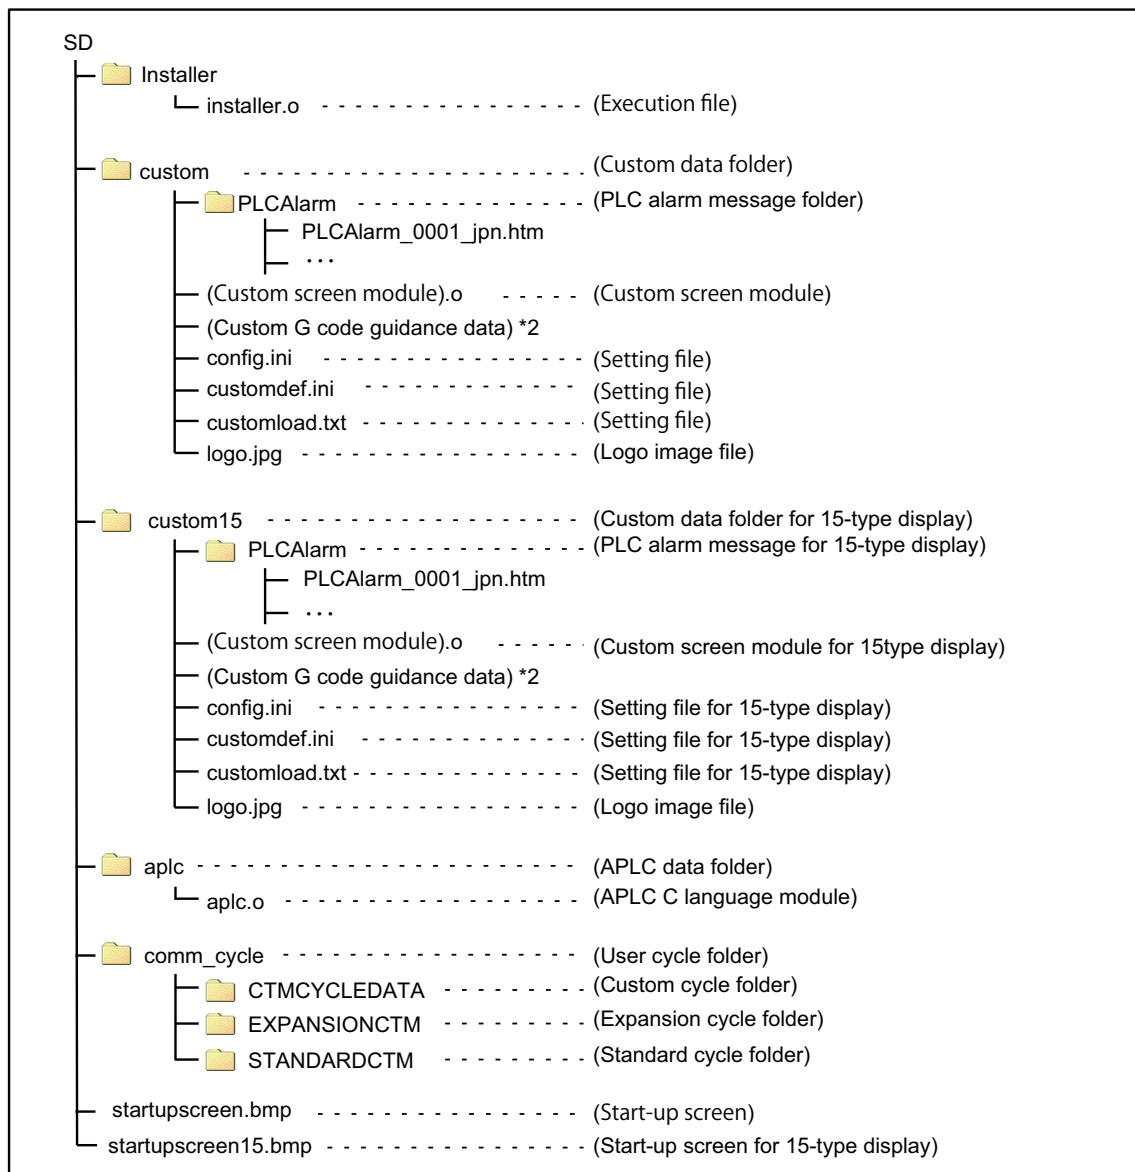 SD
Installer
installer.o (Execution file)
custom (Custom data folder)
PLCAlarm (PLC alarm message folder)
PLCAlarm_0001_jpn.htm
...
(Custom screen module).o (Custom screen module)
(Custom G code guidance data) *2
config.ini (Setting file)
customdef.ini (Setting file)
customload.txt (Setting file)
logo.jpg (Logo image file)
custom15 (Custom data folder for 15-type display)
PLCAlarm (PLC alarm message for 15-type display)
PLCAlarm_0001_jpn.htm
...
(Custom screen module).o (Custom screen module for 15type display)
(Custom G code guidance data) *2
config.ini (Setting file for 15-type display)
customdef.ini (Setting file for 15-type display)
customload.txt (Setting file for 15-type display)
logo.jpg (Logo image file)
aplc (APLC data folder)
aplc.o (APLC C language module)
comm_cycle (User cycle folder)
CTMCYCLEDATA (Custom cycle folder)
EXPANSIONCTM (Expansion cycle folder)
STANDARDCTM (Standard cycle folder)
startupscreen.bmp (Start-up screen)
startupscreen15.bmp (Start-up screen for 15-type display)